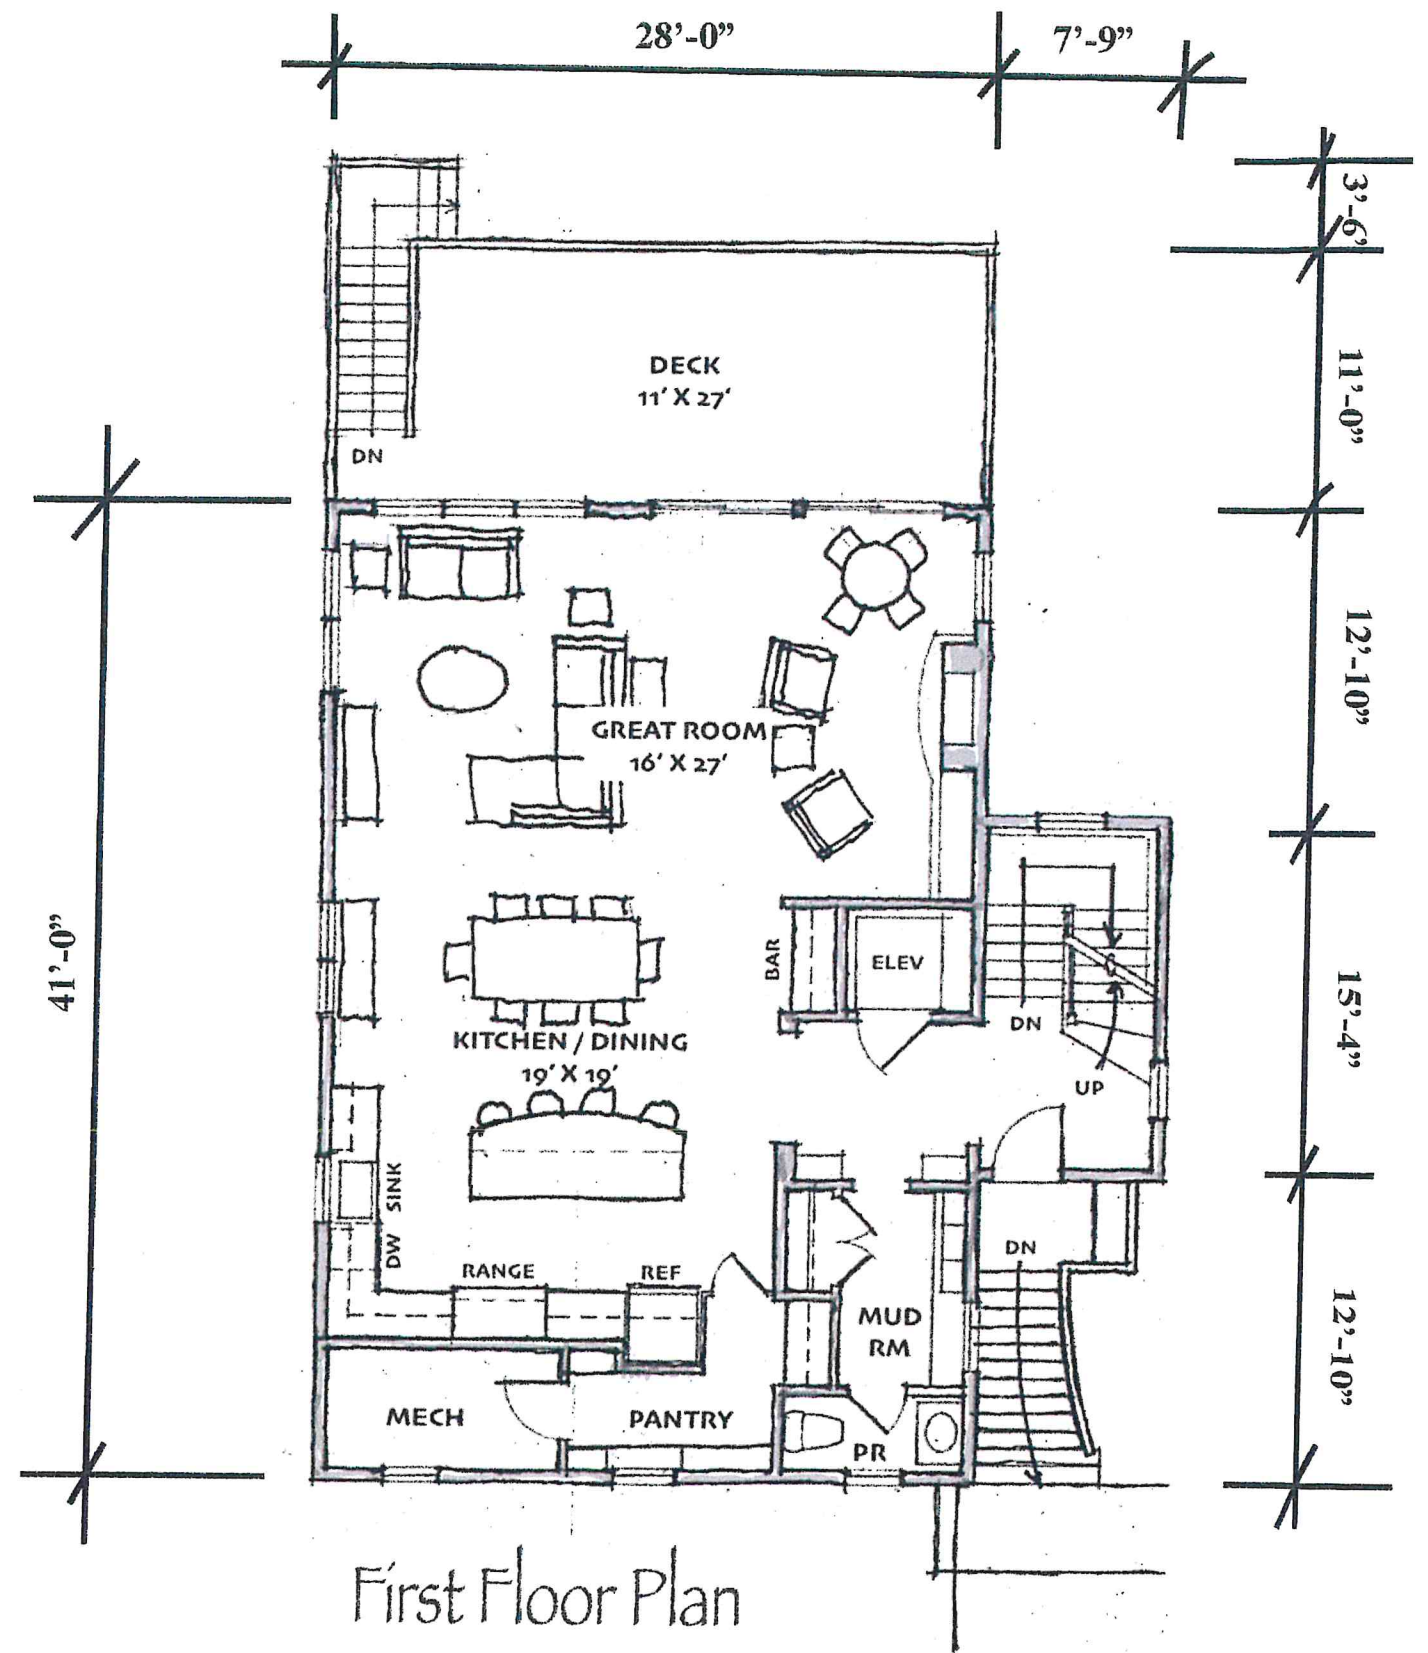 28’-0”
7’-9”
3’-6’
DECK
11’ X 27’
11’-0”
DN
GREAT ROOM
16’ X 27’
12’-10”
41’-0”
BAR
ELEV
DN
KITCHEN / DINING
19’ X 19’
UP
15’-4”
SINK
DW
RANGE
REF
DN
MUD
RM
12’-10”
MECH
PANTRY
PR
First Floor Plan